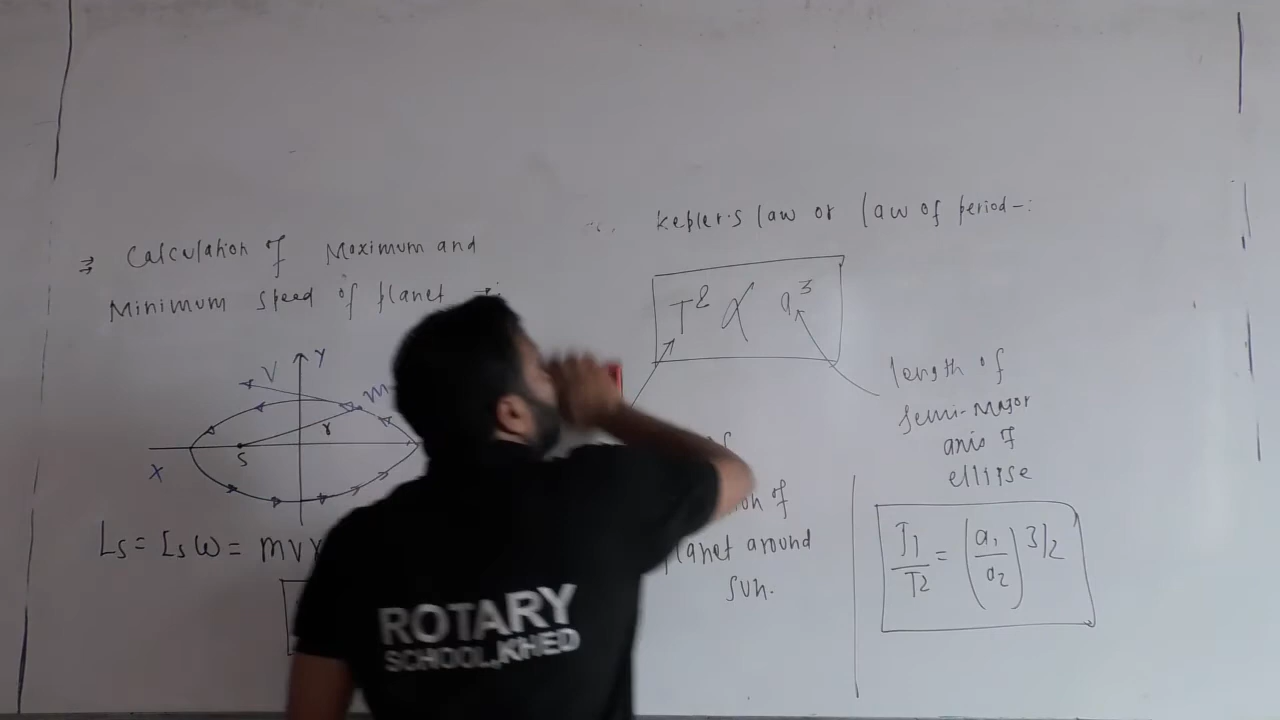 ⇒ Calculation of Maximum and
Minimum speed of planet →:
Y
V
m
r
S
X
Ls = Is ω = mvr
Kepler's law or law of period -:
T² ∝ a³
length of
semi-major
axis of
ellipse
of
planet around
sun.
T1/T2 = (a1/a2)^3/2
ROTARY
SCHOOL, KHED